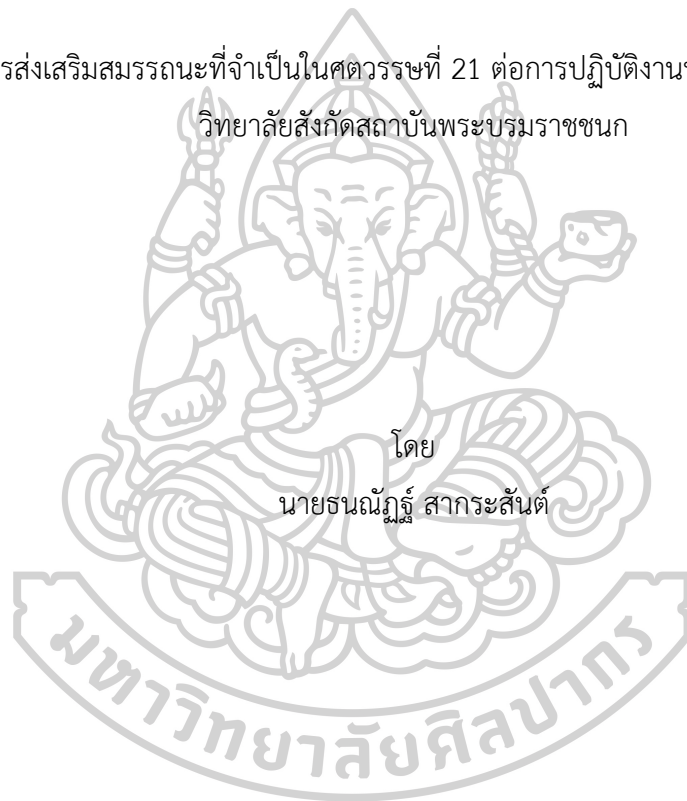 รส่งเสริมสมรรถนะที่จำเป็นในศตวรรษที่ 21 ต่อการปฏิบัติงาน
วิทยาลัยสังกัดสถาบันพระบรมราชชนก
โดย
นายธนณัฏฐ์ สากระสันต์
มหาวิทยาลัยศิลปากร